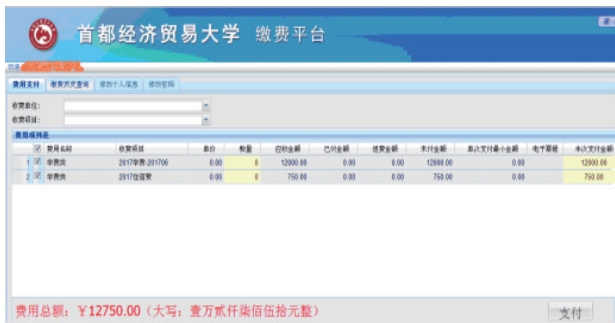 首都经济贸易大学 缴费平台
费用支付 缴费历史查询 修改个人信息 修改密码
收费单位:
收费项目:
费用项列表
费用名称 收费项目 单价 数量 应收金额 已付金额 退费金额 未付金额 单次支付最小金额 电子票据 本次支付金额
1 学费类 2017学费-201706 0.00 0 12000.00 0.00 0.00 12000.00 0.00 12000.00
2 学费类 2017住宿费 0.00 0 750.00 0.00 0.00 750.00 0.00 750.00
费用总额: ￥12750.00 (大写: 壹万贰仟柒佰伍拾元整) 支付